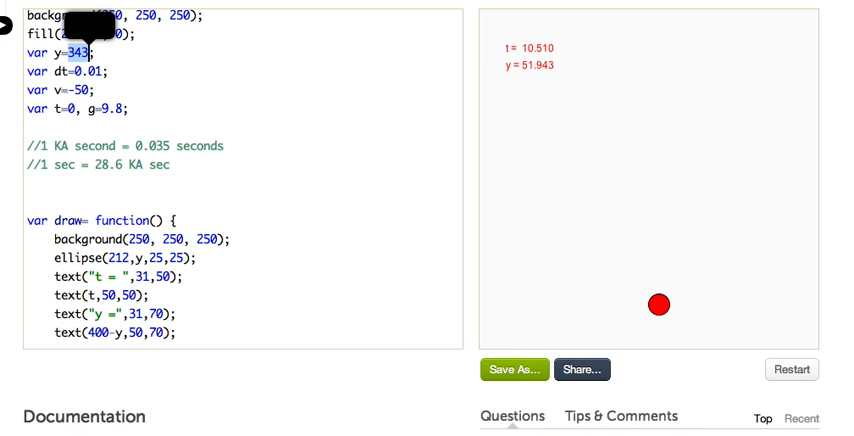 background(250, 250, 250);
fill(2 0);
var y=343;
var dt=0.01;
var v=-50;
var t=0, g=9.8;
//1 KA second = 0.035 seconds
//1 sec = 28.6 KA sec
var draw= function() {
background(250, 250, 250);
ellipse(212,y,25,25);
text("t = ",31,50);
text(t,50,50);
text("y =",31,70);
text(400-y,50,70);
t = 10.510
y = 51.943
Save As...
Share...
Restart
Documentation
Questions Tips & Comments Top Recent